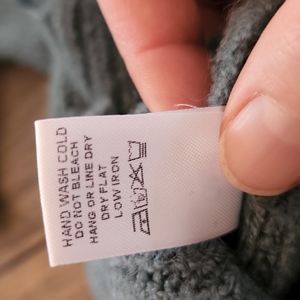 HAND WASH COLD
DO NOT BLEACH
HANG OR LINE DRY
DRY FLAT
LOW IRON